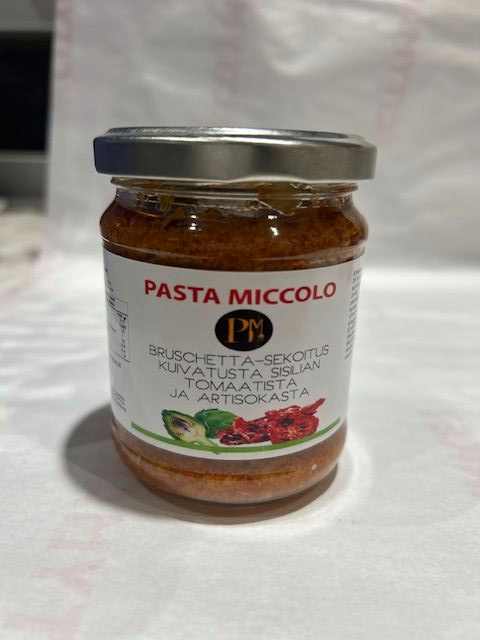 PASTA MICCOLO
PM
BRUSCHETTA-SEKOITUS
KUIVATUSTA SISILIAN
TOMAATISTA
JA ARTISOKASTA